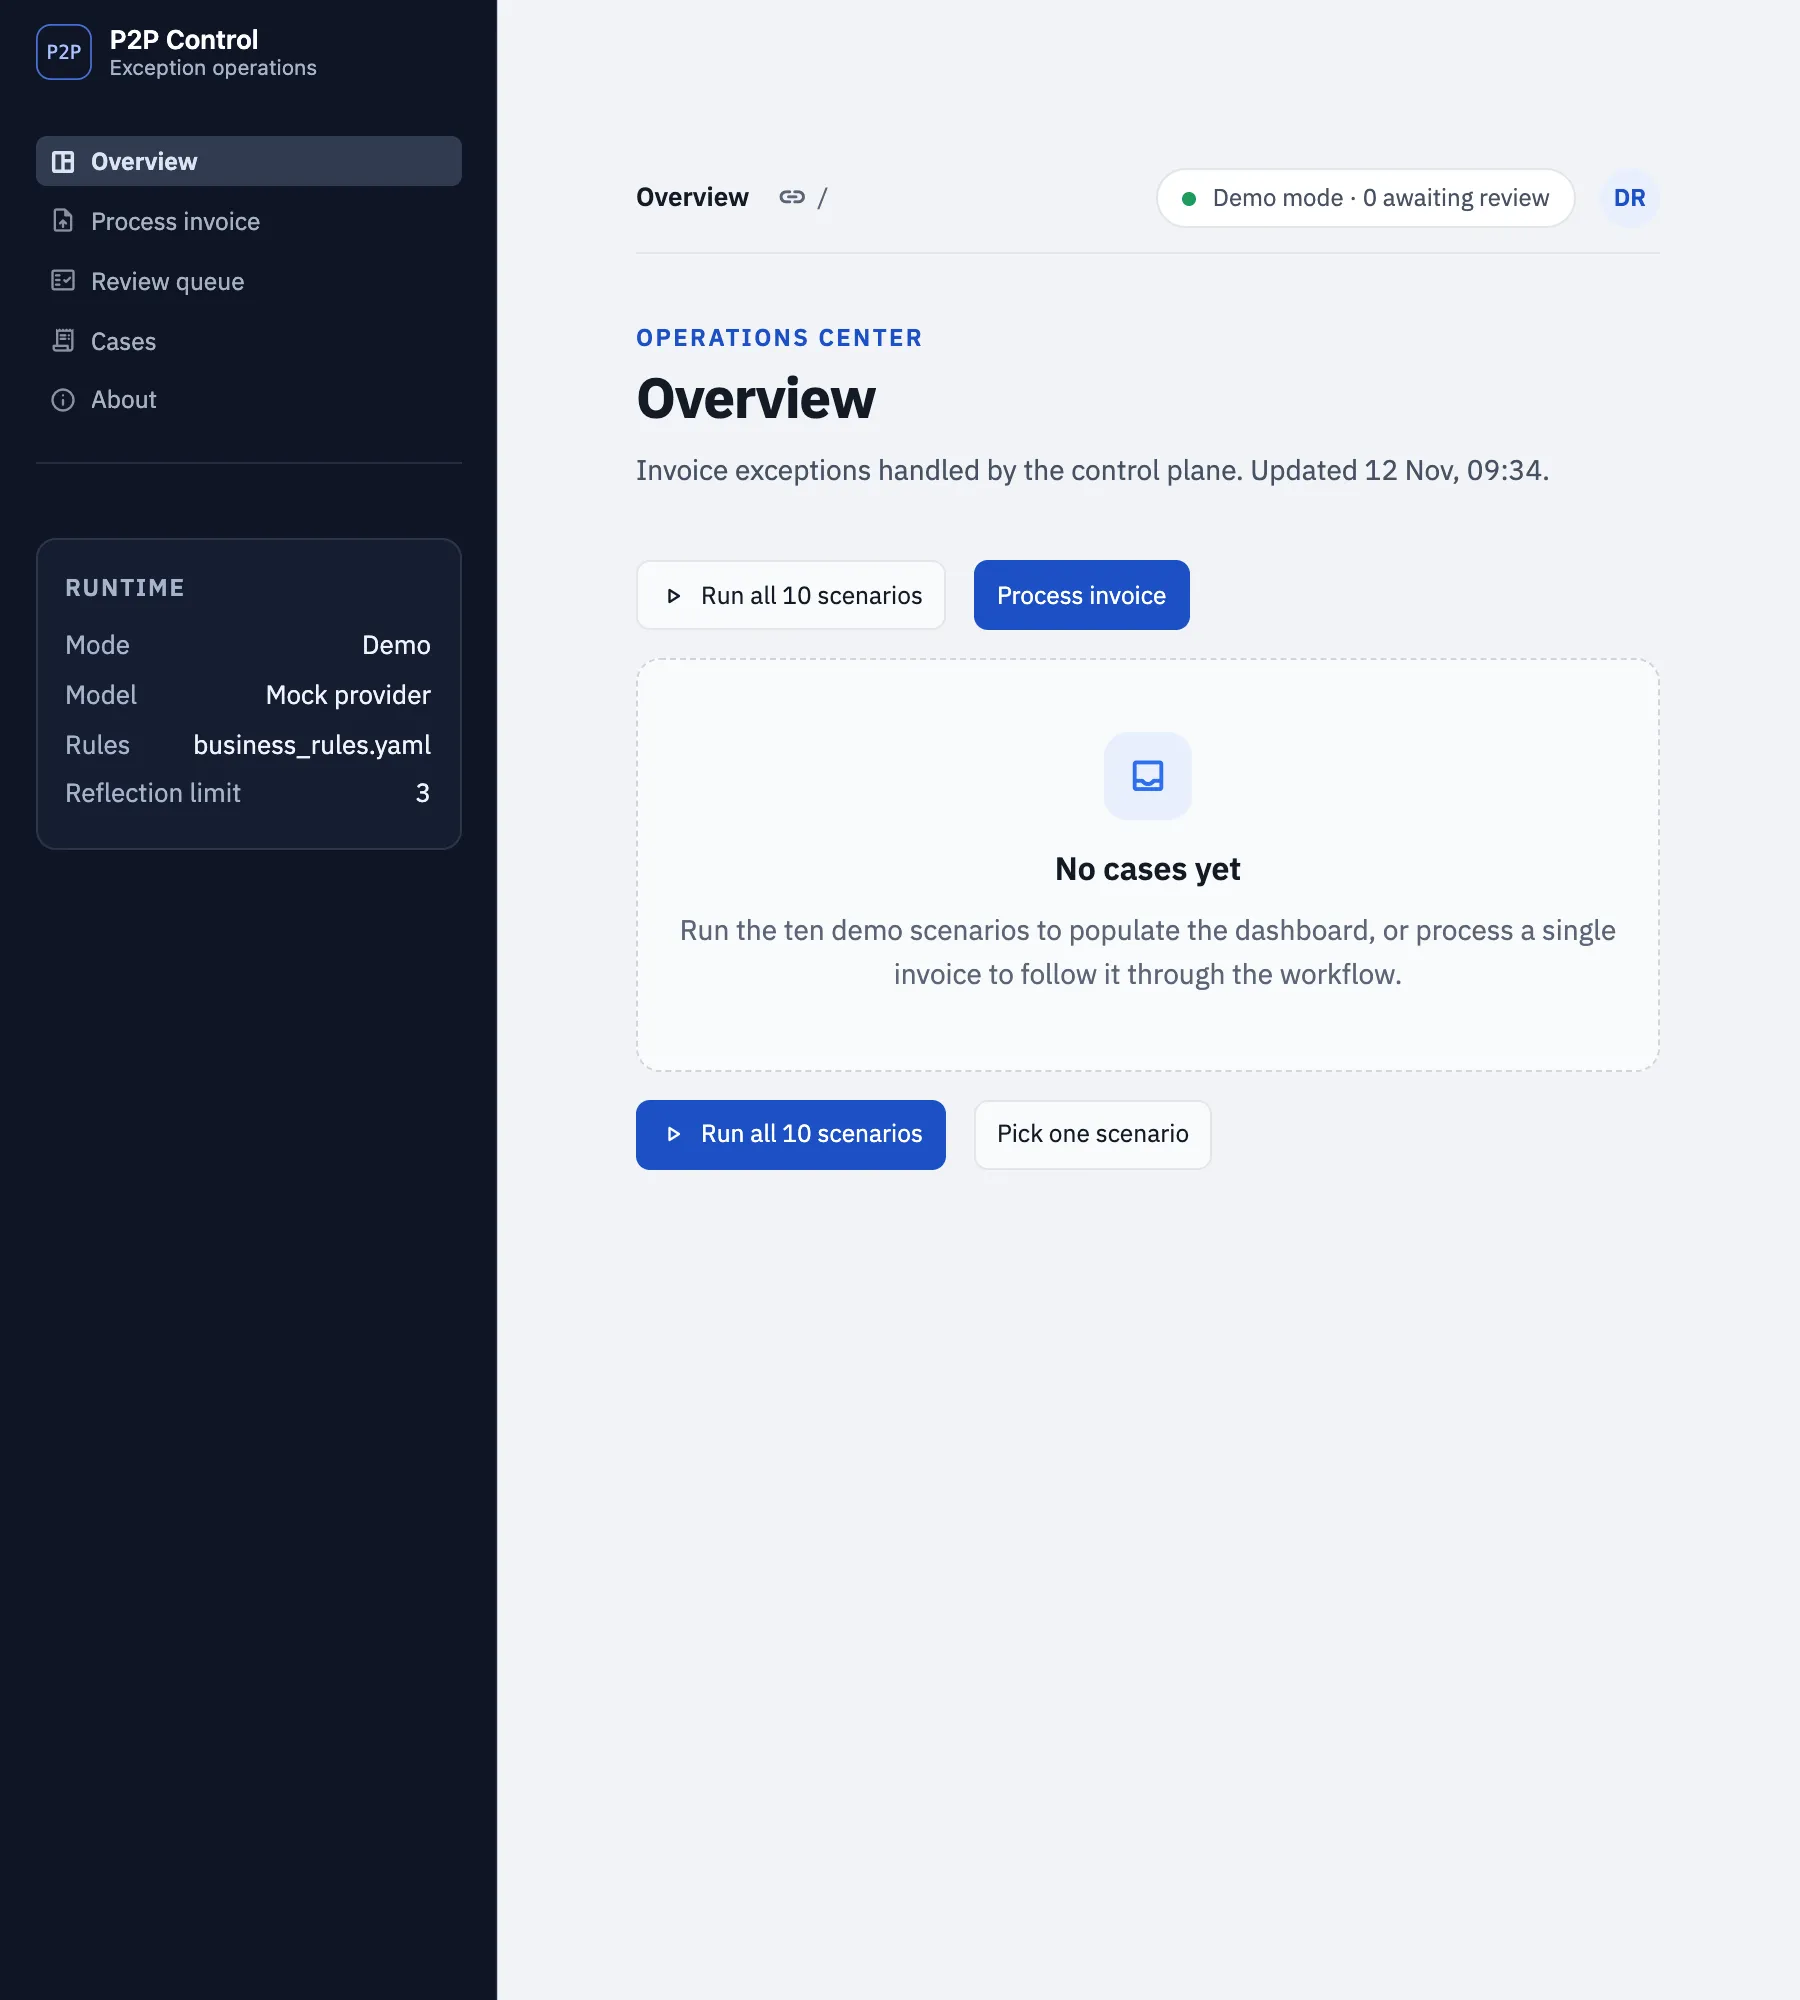 P2P
P2P Control
Exception operations
Overview
Process invoice
Review queue
Cases
About
RUNTIME
Mode Demo
Model Mock provider
Rules business_rules.yaml
Reflection limit 3
Overview /
Demo mode · 0 awaiting review
DR
OPERATIONS CENTER
Overview
Invoice exceptions handled by the control plane. Updated 12 Nov, 09:34.
Run all 10 scenarios
Process invoice
No cases yet
Run the ten demo scenarios to populate the dashboard, or process a single
invoice to follow it through the workflow.
Run all 10 scenarios
Pick one scenario